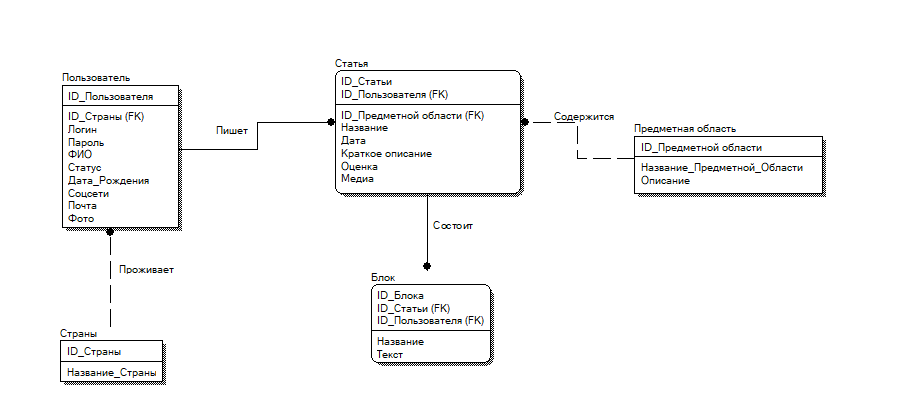 Пользователь
ID_Пользователя
ID_Страны (FK)
Логин
Пароль
ФИО
Статус
Дата_Рождения
Соцсети
Почта
Фото
Пишет
Статья
ID_Статьи
ID_Пользователя (FK)
ID_Предметной области (FK)
Название
Дата
Краткое описание
Оценка
Медиа
Содержится
Предметная область
ID_Предметной области
Название_Предметной_Области
Описание
Проживает
Состоит
Страны
ID_Страны
Название_Страны
Блок
ID_Блока
ID_Статьи (FK)
ID_Пользователя (FK)
Название
Текст